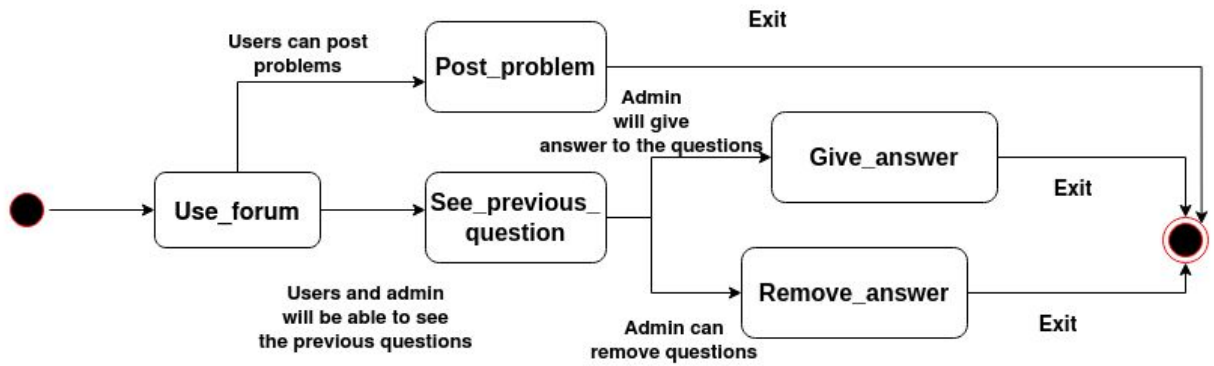 Exit
Users can post
problems
Post_problem
Admin
will give
answer to the questions
Give_answer
Use_forum
See_previous_
question
Exit
Users and admin
will be able to see
the previous questions
Remove_answer
Admin can
remove questions
Exit